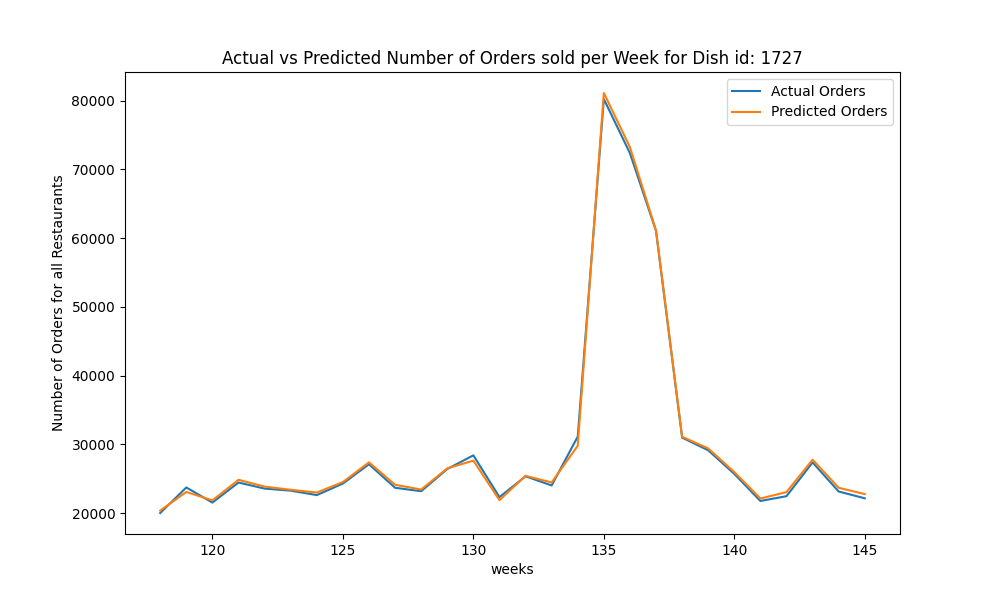 Actual vs Predicted Number of Orders sold per Week for Dish id: 1727
Actual Orders
Predicted Orders
Number of Orders for all Restaurants
80000
70000
60000
50000
40000
30000
20000
120
125
130
135
140
145
weeks